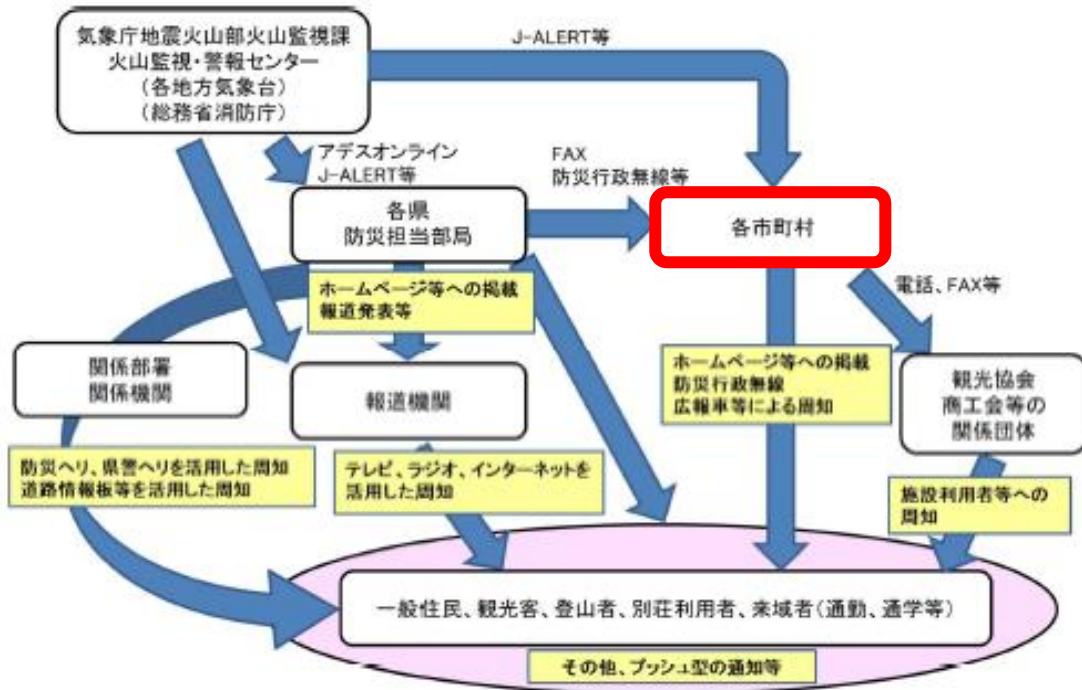 気象庁地震火山部火山監視課
火山監視・警報センター
(各地方気象台)
(総務省消防庁)
J-ALERT等
アデスオンライン
J-ALERT等
FAX
防災行政無線等
各県
防災担当部局
各市町村
ホームページ等への掲載
報道発表等
電話、FAX等
関係部署
関係機関
報道機関
ホームページ等への掲載
防災行政無線
広報車等による周知
観光協会
商工会等の
関係団体
防災ヘリ、県警ヘリを活用した周知
道路情報板等を活用した周知
テレビ、ラジオ、インターネットを
活用した周知
施設利用者等への
周知
一般住民、観光客、登山者、別荘利用者、来域者(通勤、通学等)
その他、プッシュ型の通知等